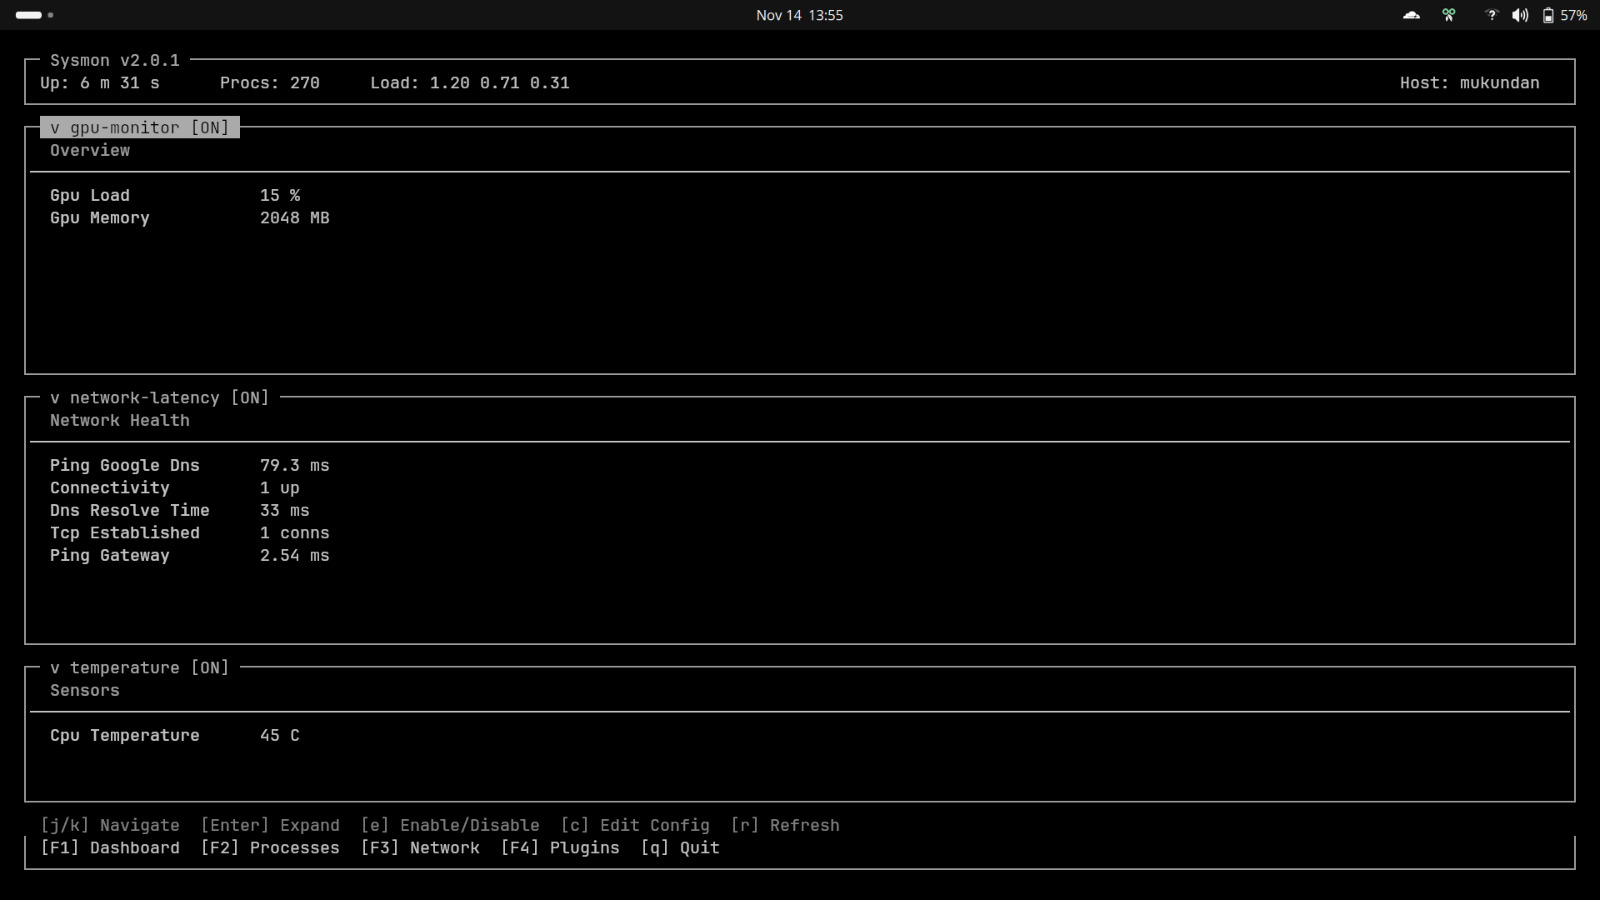 Nov 14 13:55 57%
Sysmon v2.0.1
Up: 6 m 31 s Procs: 270 Load: 1.20 0.71 0.31 Host: mukundan
v gpu-monitor [ON]
Overview
Gpu Load 15 %
Gpu Memory 2048 MB
v network-latency [ON]
Network Health
Ping Google Dns 79.3 ms
Connectivity 1 up
Dns Resolve Time 33 ms
Tcp Established 1 conns
Ping Gateway 2.54 ms
v temperature [ON]
Sensors
Cpu Temperature 45 C
[j/k] Navigate [Enter] Expand [e] Enable/Disable [c] Edit Config [r] Refresh
[F1] Dashboard [F2] Processes [F3] Network [F4] Plugins [q] Quit